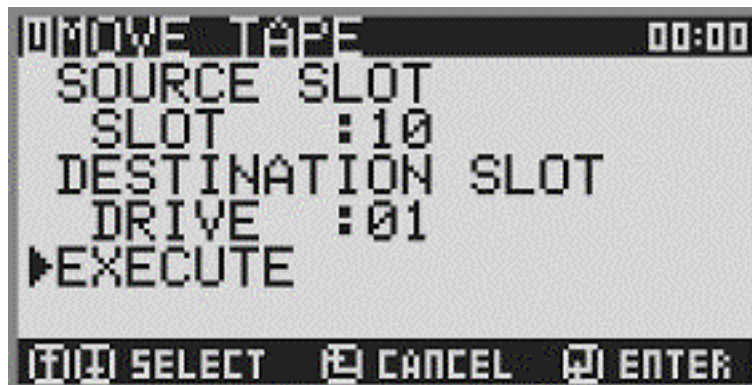 MOVE TAPE 00:00
SOURCE SLOT
SLOT :10
DESTINATION SLOT
DRIVE :01
EXECUTE
SELECT CANCEL ENTER